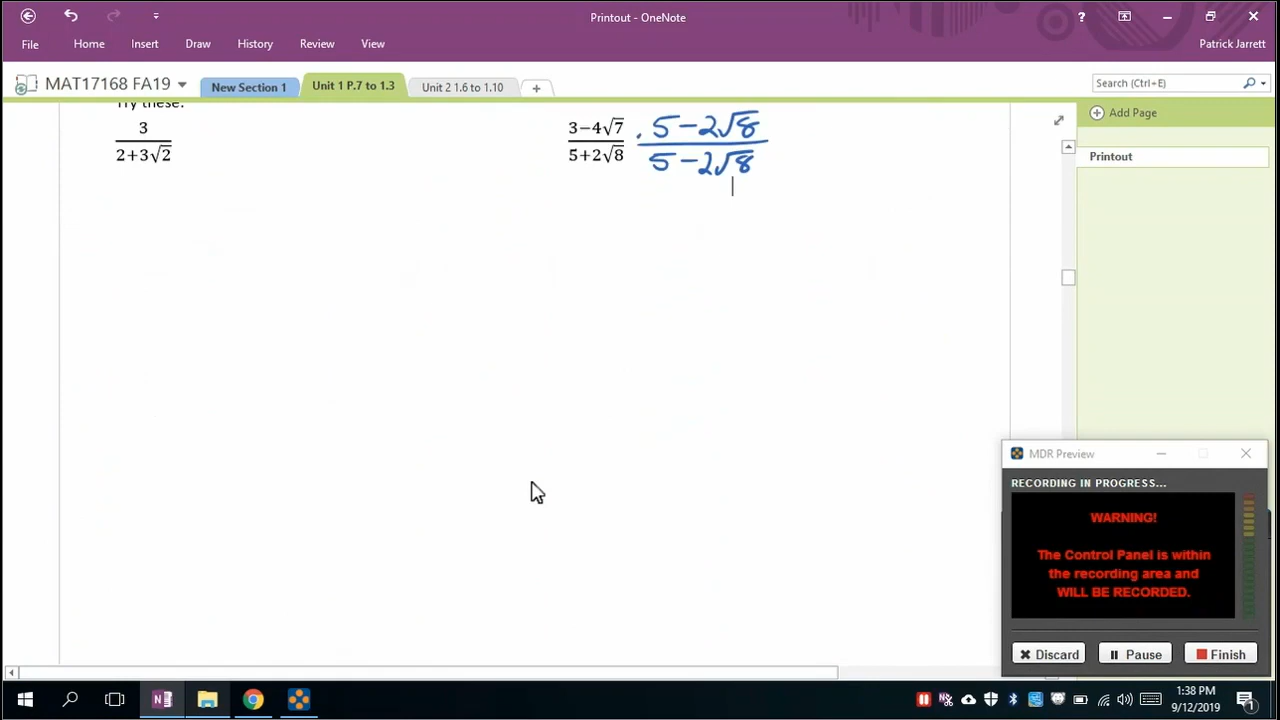 Printout - OneNote
?
File Home Insert Draw History Review View
Patrick Jarrett
MAT17168 FA19
New Section 1
Unit 1 P.7 to 1.3
Unit 2 1.6 to 1.10
+
Search (Ctrl+E)
Add Page
Printout
Try these:
3
2+3√2
3−4√7
5+2√8
. 5−2√8
5−2√8
MDR Preview
RECORDING IN PROGRESS...
WARNING!
The Control Panel is within
the recording area and
WILL BE RECORDED.
Discard Pause Finish
1:38 PM
9/12/2019
1